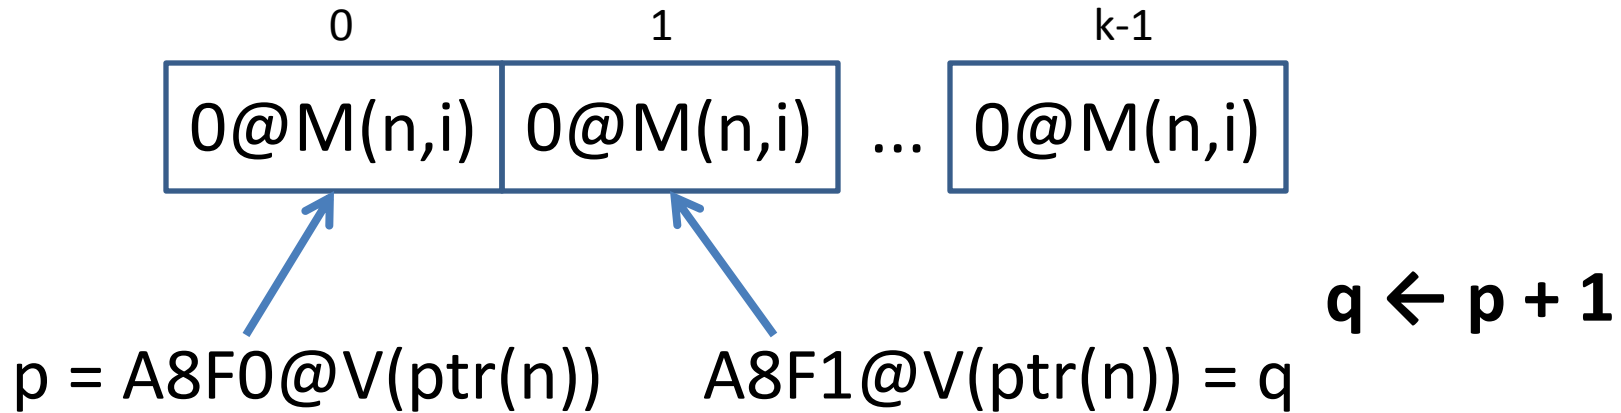 0 1 k-1
0@M(n,i) 0@M(n,i) ... 0@M(n,i)
q ← p + 1
p = A8F0@V(ptr(n)) A8F1@V(ptr(n)) = q